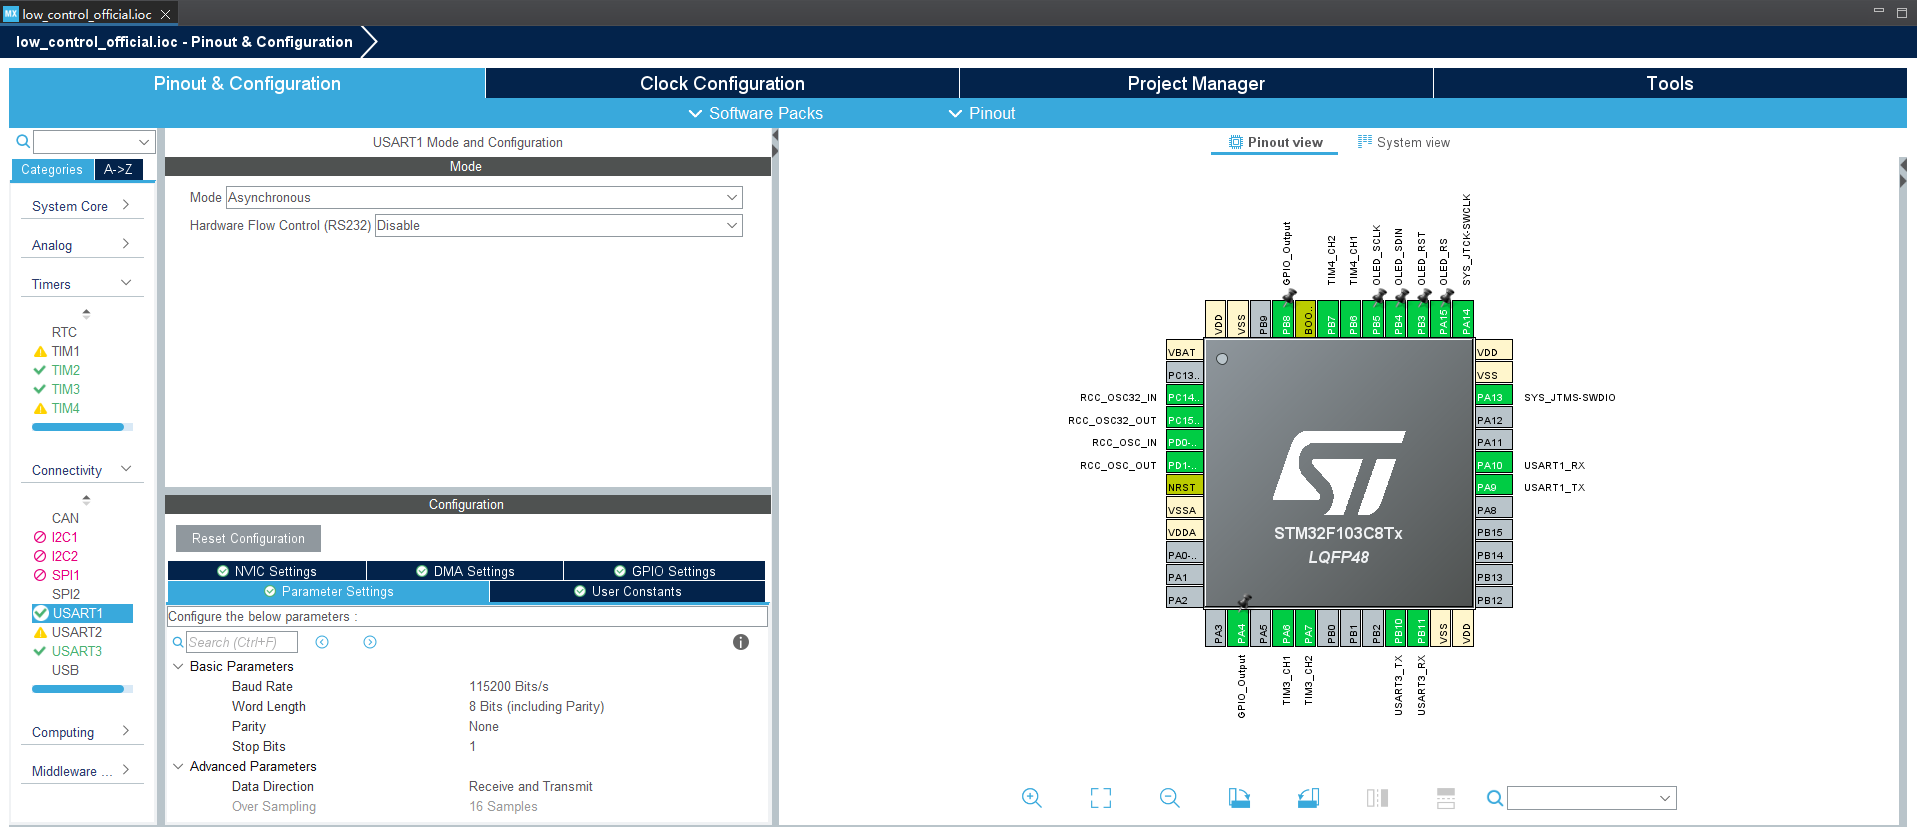 MX low_control_official.ioc
low_control_official.ioc - Pinout & Configuration
Pinout & Configuration
Clock Configuration
Project Manager
Tools
Software Packs
Pinout
Categories
A->Z
System Core
Analog
Timers
RTC
TIM1
TIM2
TIM3
TIM4
Connectivity
CAN
I2C1
I2C2
SPI1
SPI2
USART1
USART2
USART3
USB
Computing
Middleware ...
USART1 Mode and Configuration
Mode
Mode Asynchronous
Hardware Flow Control (RS232) Disable
Configuration
Reset Configuration
NVIC Settings
DMA Settings
GPIO Settings
Parameter Settings
User Constants
Configure the below parameters :
Search (Ctrl+F)
Basic Parameters
Baud Rate 115200 Bits/s
Word Length 8 Bits (including Parity)
Parity None
Stop Bits 1
Advanced Parameters
Data Direction Receive and Transmit
Over Sampling 16 Samples
Pinout view
System view
GPIO_Output
TIM4_CH2
TIM4_CH1
OLED_SCLK
OLED_SDIN
OLED_RST
OLED_RS
SYS_JTCK-SWCLK
VDD
VSS
PB9
PB8
BOO..
PB7
PB6
PB5
PB4
PB3
PA15
PA14
VBAT
PC13..
RCC_OSC32_IN PC14..
RCC_OSC32_OUT PC15..
RCC_OSC_IN PD0-..
RCC_OSC_OUT PD1-..
NRST
VSSA
VDDA
PA0-..
PA1
PA2
ST
STM32F103C8Tx
LQFP48
VDD
VSS
PA13 SYS_JTMS-SWDIO
PA12
PA11
PA10 USART1_RX
PA9 USART1_TX
PA8
PB15
PB14
PB13
PB12
PA3
PA4
PA5
PA6
PA7
PB0
PB1
PB2
PB10
PB11
VSS
VDD
GPIO_Output
TIM3_CH1
TIM3_CH2
USART3_TX
USART3_RX